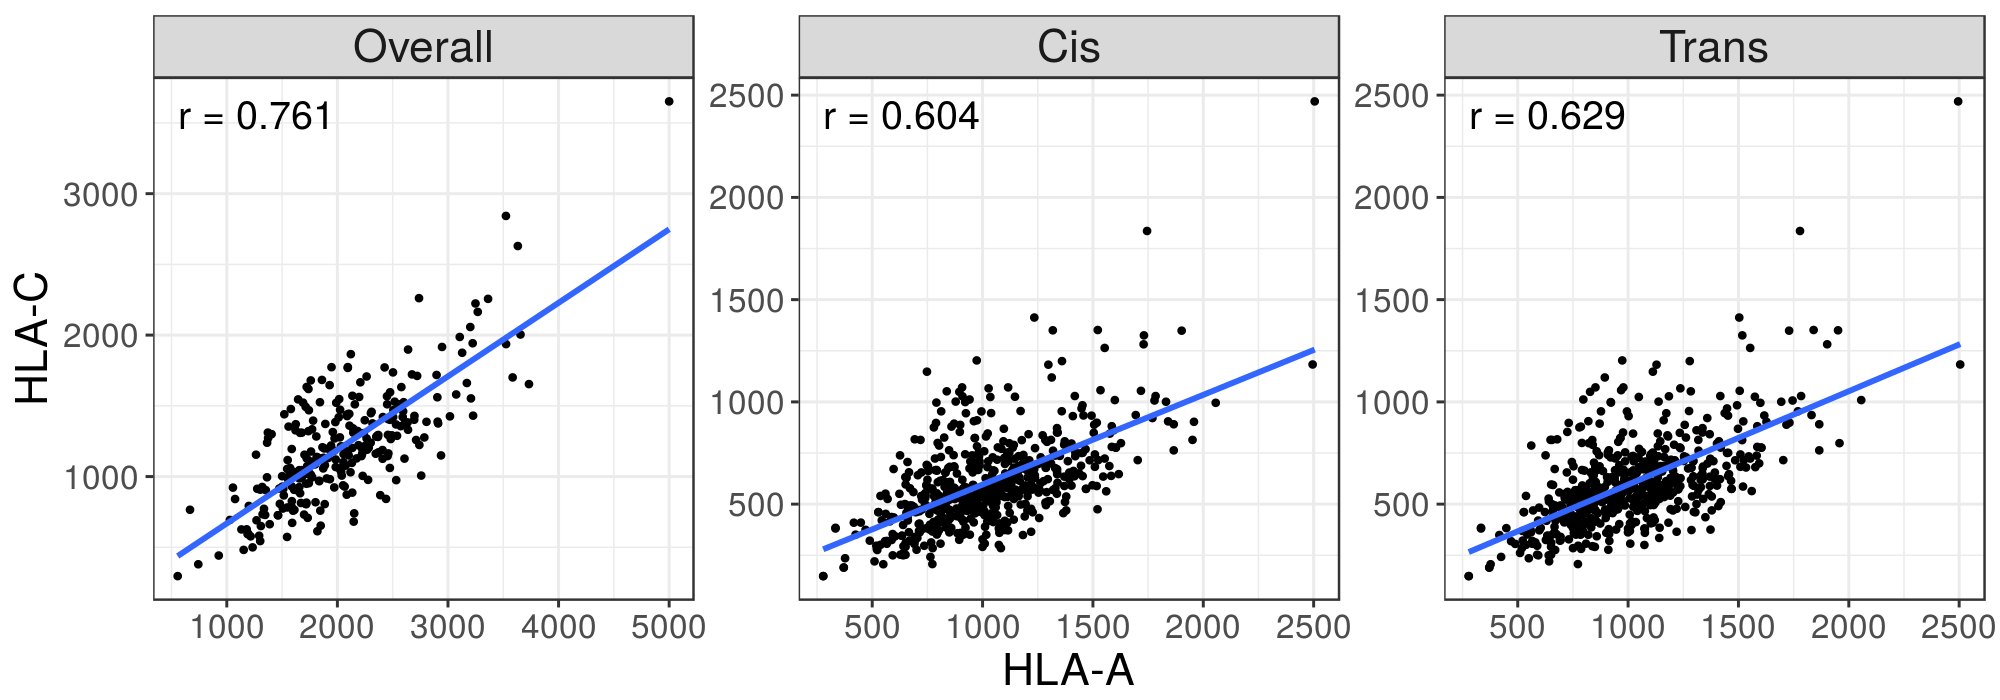 Overall
Cis
Trans
r = 0.761
r = 0.604
r = 0.629
HLA-C
3000
2000
1000
2500
2000
1500
1000
500
2500
2000
1500
1000
500
1000 2000 3000 4000 5000
500 1000 1500 2000 2500
500 1000 1500 2000 2500
HLA-A